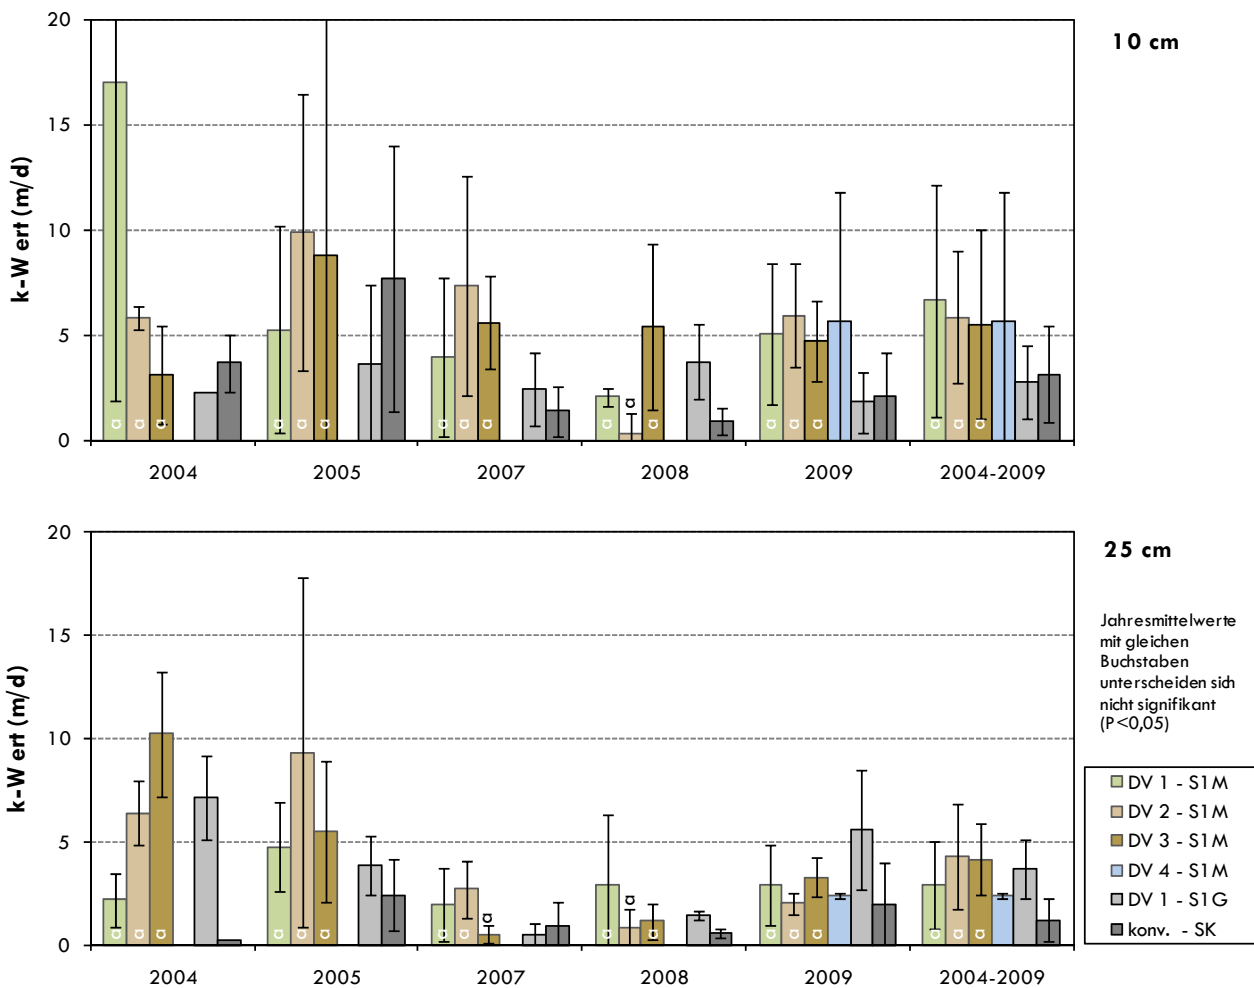 10 cm
k-Wert (m/d)
20
15
10
5
0
¤ ¤ ¤ ¤ ¤ ¤ ¤ ¤ ¤ ¤ ¤ ¤ ¤ ¤ ¤ ¤ ¤ ¤
2004 2005 2007 2008 2009 2004-2009
25 cm
k-Wert (m/d)
20
15
10
5
0
¤ ¤ ¤ ¤ ¤ ¤ ¤ ¤ ¤ ¤ ¤ ¤ ¤ ¤ ¤ ¤ ¤ ¤
2004 2005 2007 2008 2009 2004-2009
Jahresmittelwerte
mit gleichen
Buchstaben
unterscheiden sich
nicht signifikant
(P<0,05)
DV 1 - S1M
DV 2 - S1M
DV 3 - S1M
DV 4 - S1M
DV 1 - S1G
konv. - SK